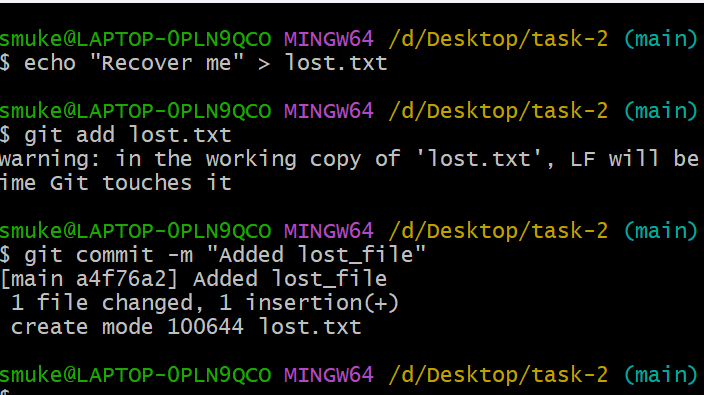 smuke@LAPTOP-0PLN9QCO MINGW64 /d/Desktop/task-2 (main)
$ echo "Recover me" > lost.txt
smuke@LAPTOP-0PLN9QCO MINGW64 /d/Desktop/task-2 (main)
$ git add lost.txt
warning: in the working copy of 'lost.txt', LF will be
ime Git touches it
smuke@LAPTOP-0PLN9QCO MINGW64 /d/Desktop/task-2 (main)
$ git commit -m "Added lost_file"
[main a4f76a2] Added lost_file
1 file changed, 1 insertion(+)
create mode 100644 lost.txt
smuke@LAPTOP-0PLN9QCO MINGW64 /d/Desktop/task-2 (main)
$